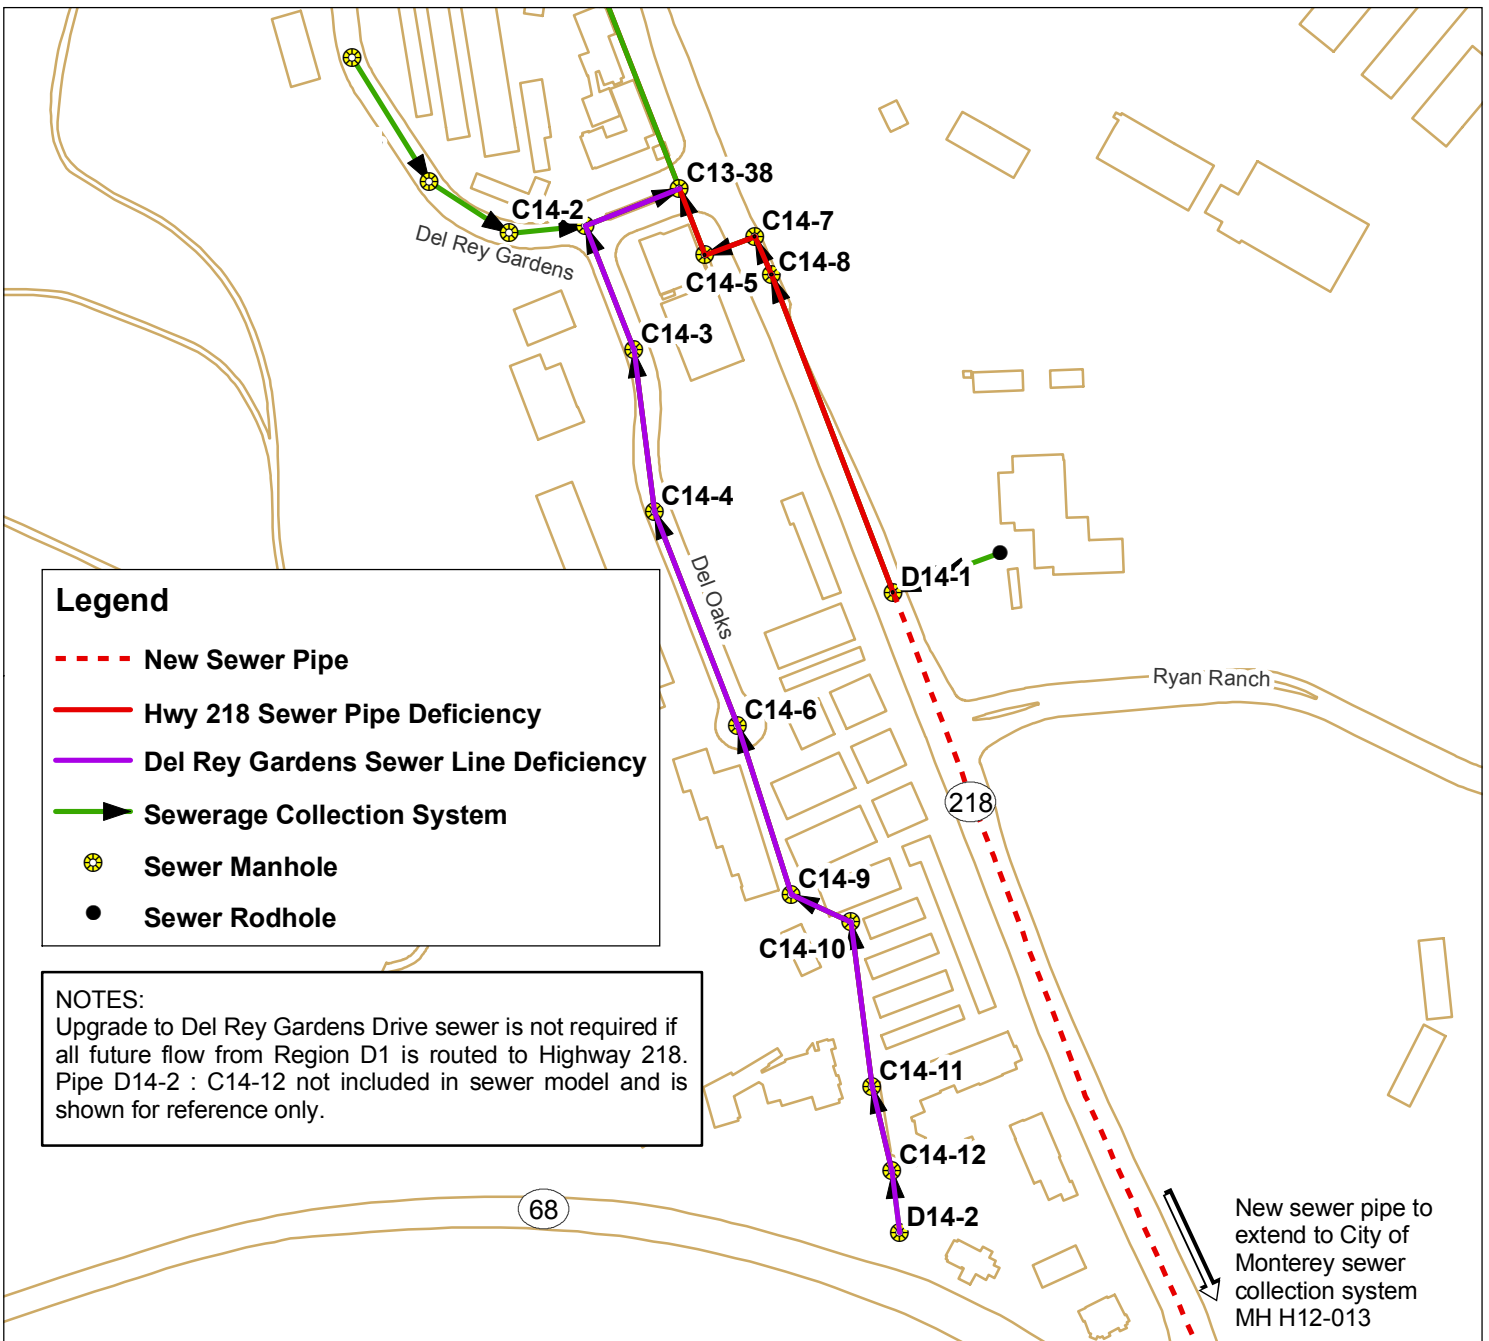 C13-38
C14-2
C14-7
Del Rey Gardens
C14-8
C14-5
C14-3
C14-4
D14-1
Del Oaks
Legend
New Sewer Pipe
Hwy 218 Sewer Pipe Deficiency
Del Rey Gardens Sewer Line Deficiency
Sewerage Collection System
Sewer Manhole
Sewer Rodhole
Ryan Ranch
C14-6
218
C14-9
C14-10
NOTES:
Upgrade to Del Rey Gardens Drive sewer is not required if
all future flow from Region D1 is routed to Highway 218.
Pipe D14-2 : C14-12 not included in sewer model and is
shown for reference only.
C14-11
C14-12
68
D14-2
New sewer pipe to
extend to City of
Monterey sewer
collection system
MH H12-013